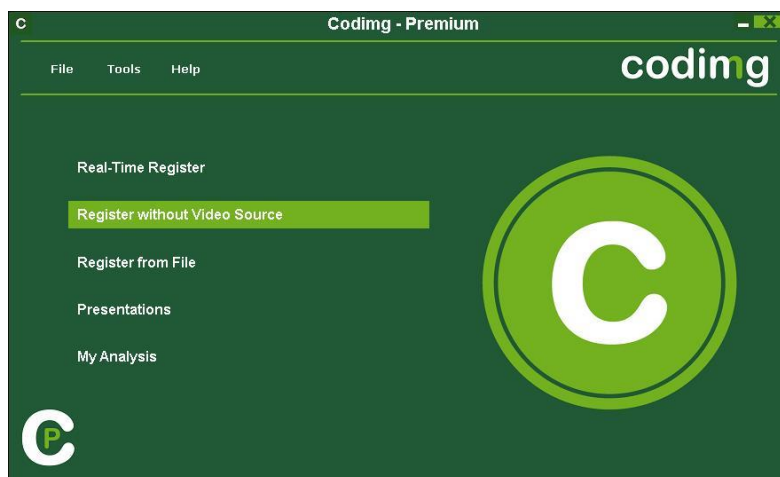 C
Codimg - Premium
File Tools Help
codimg
Real-Time Register
Register without Video Source
Register from File
Presentations
My Analysis
C
CP